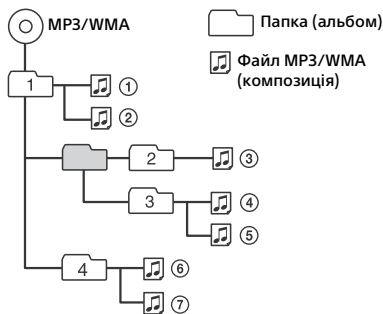 MP3/WMA
Папка (альбом)
Файл MP3/WMA
(композиція)
1
①
②
2
③
3
④
⑤
4
⑥
⑦